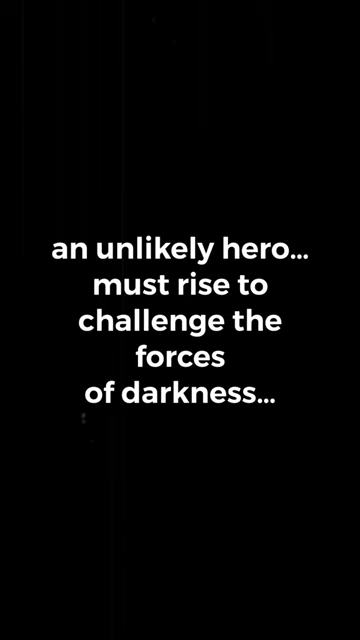 an unlikely hero...
must rise to
challenge the
forces
of darkness...